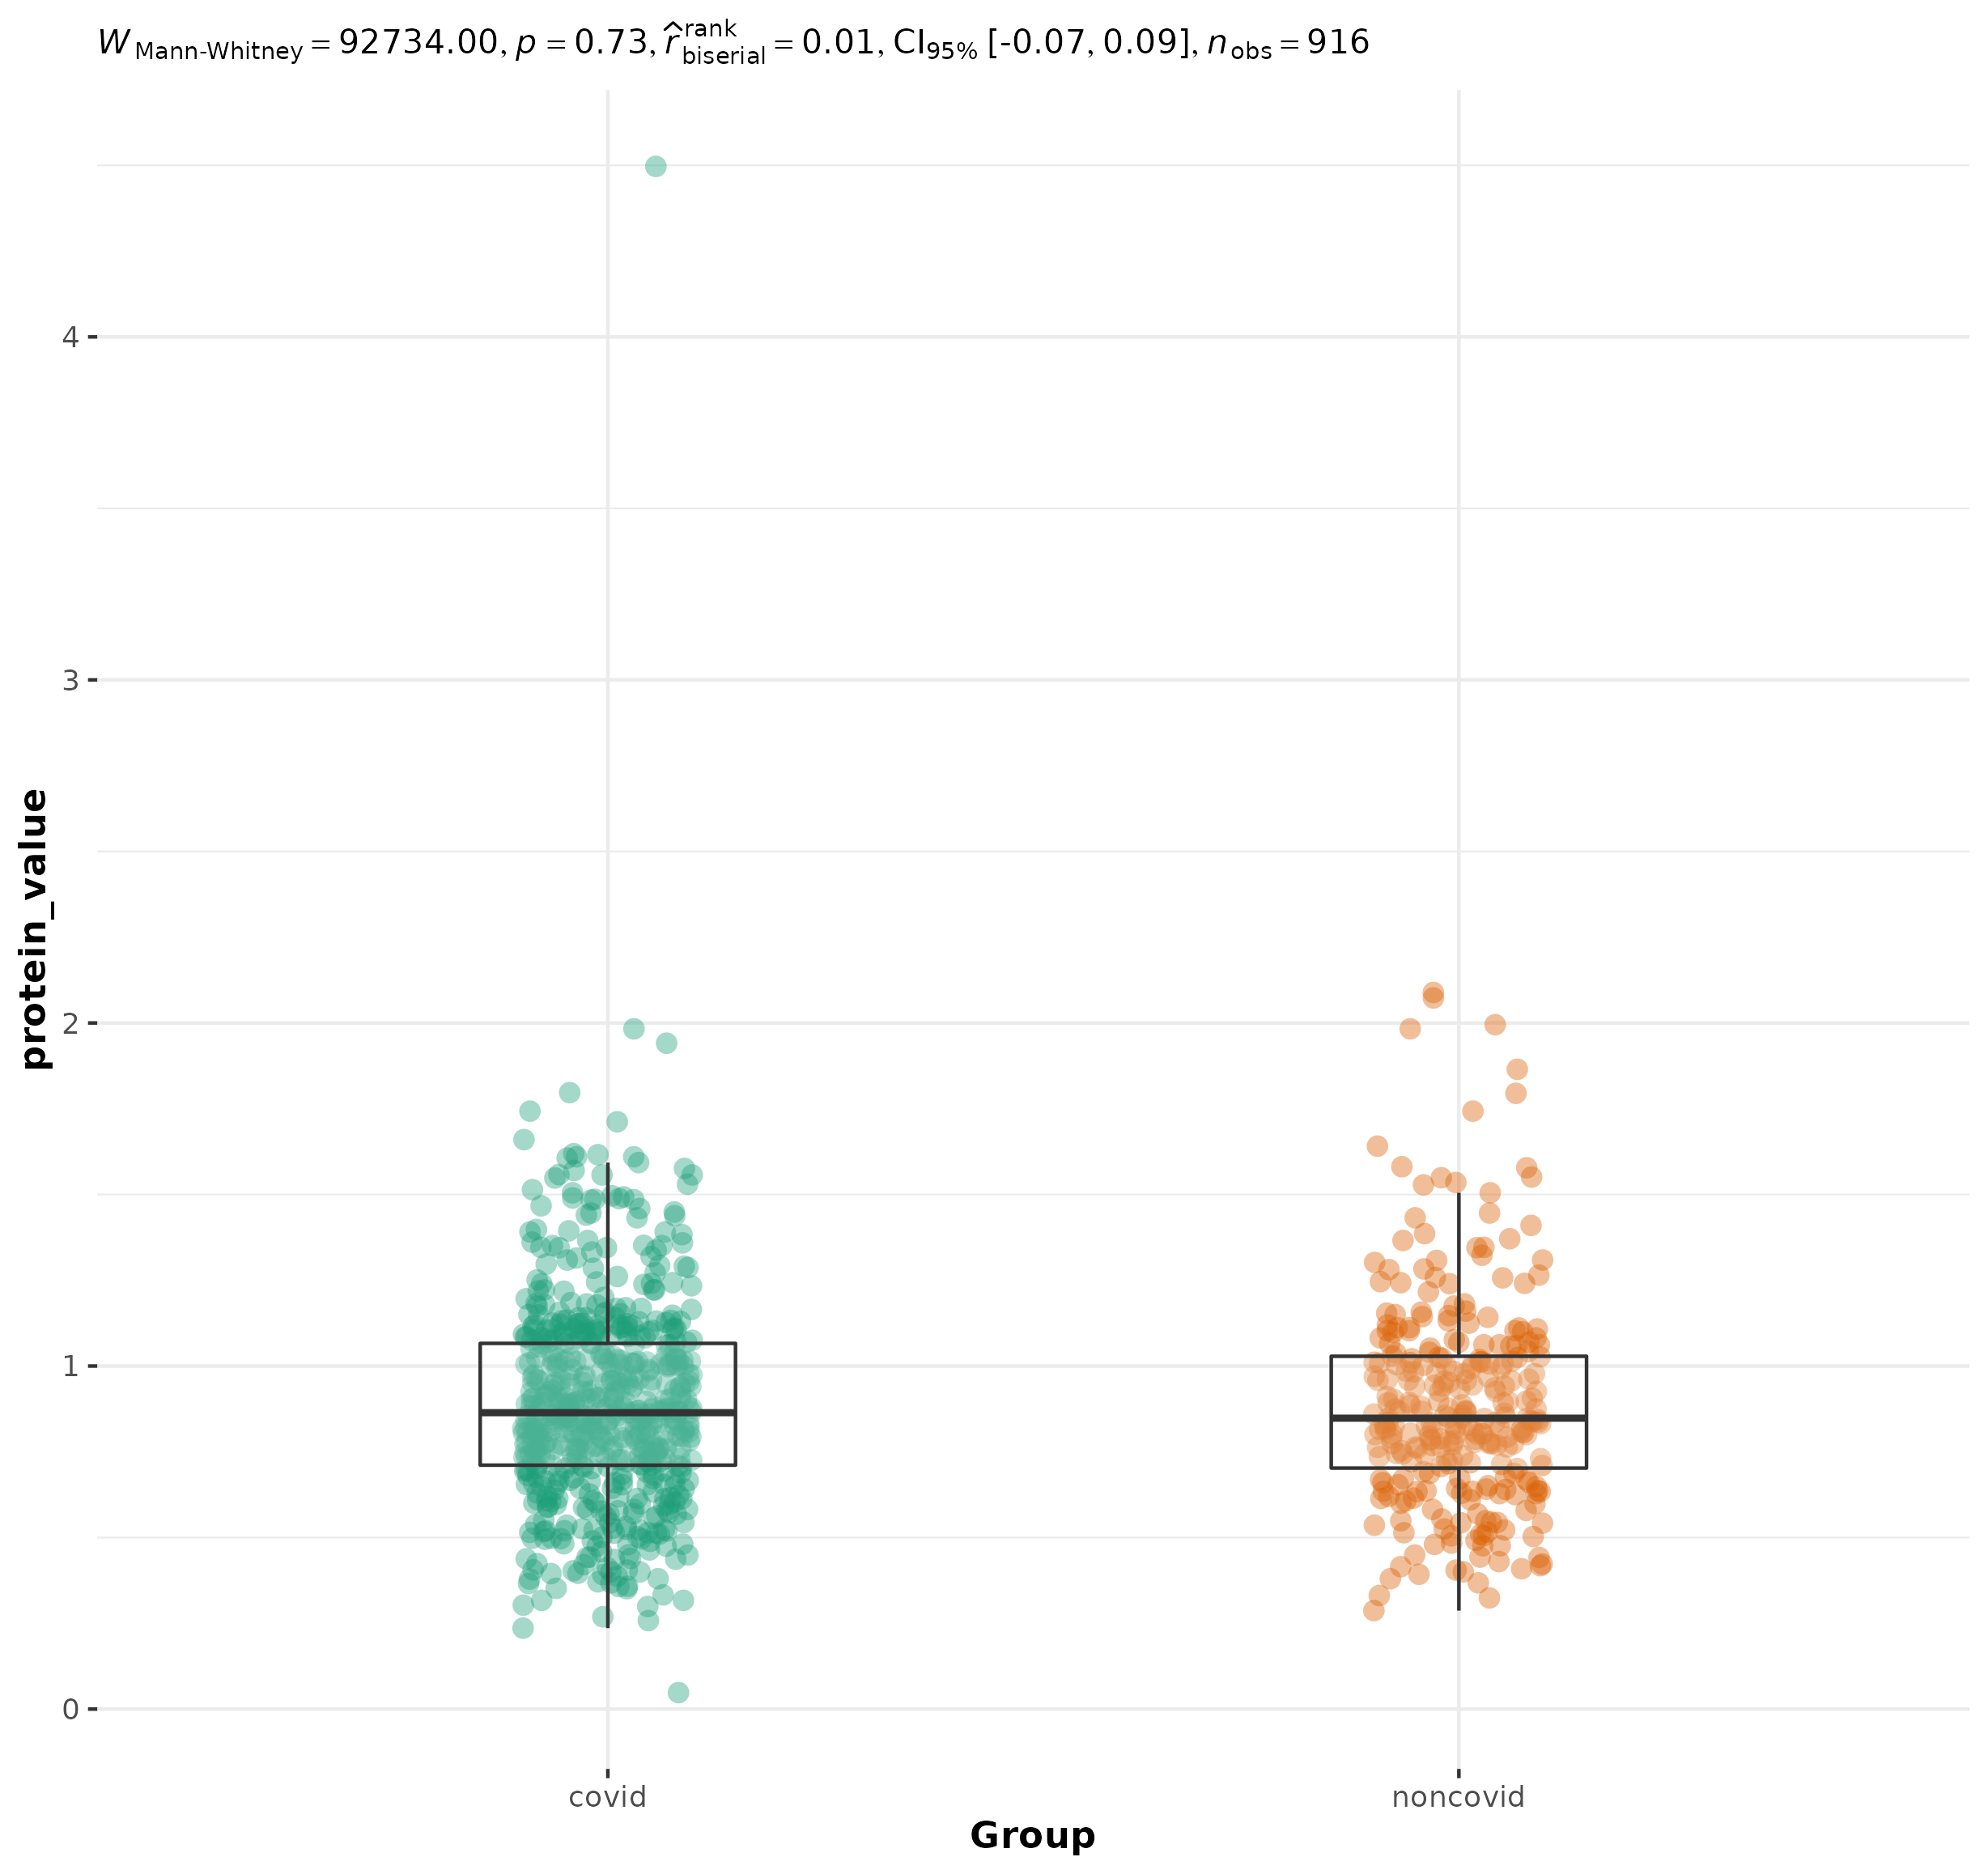 W Mann-Whitney = 92734.00, p = 0.73, r̂ rank biserial = 0.01, CI95% [-0.07, 0.09], n obs = 916
4
3
2
1
0
protein_value
covid noncovid
Group